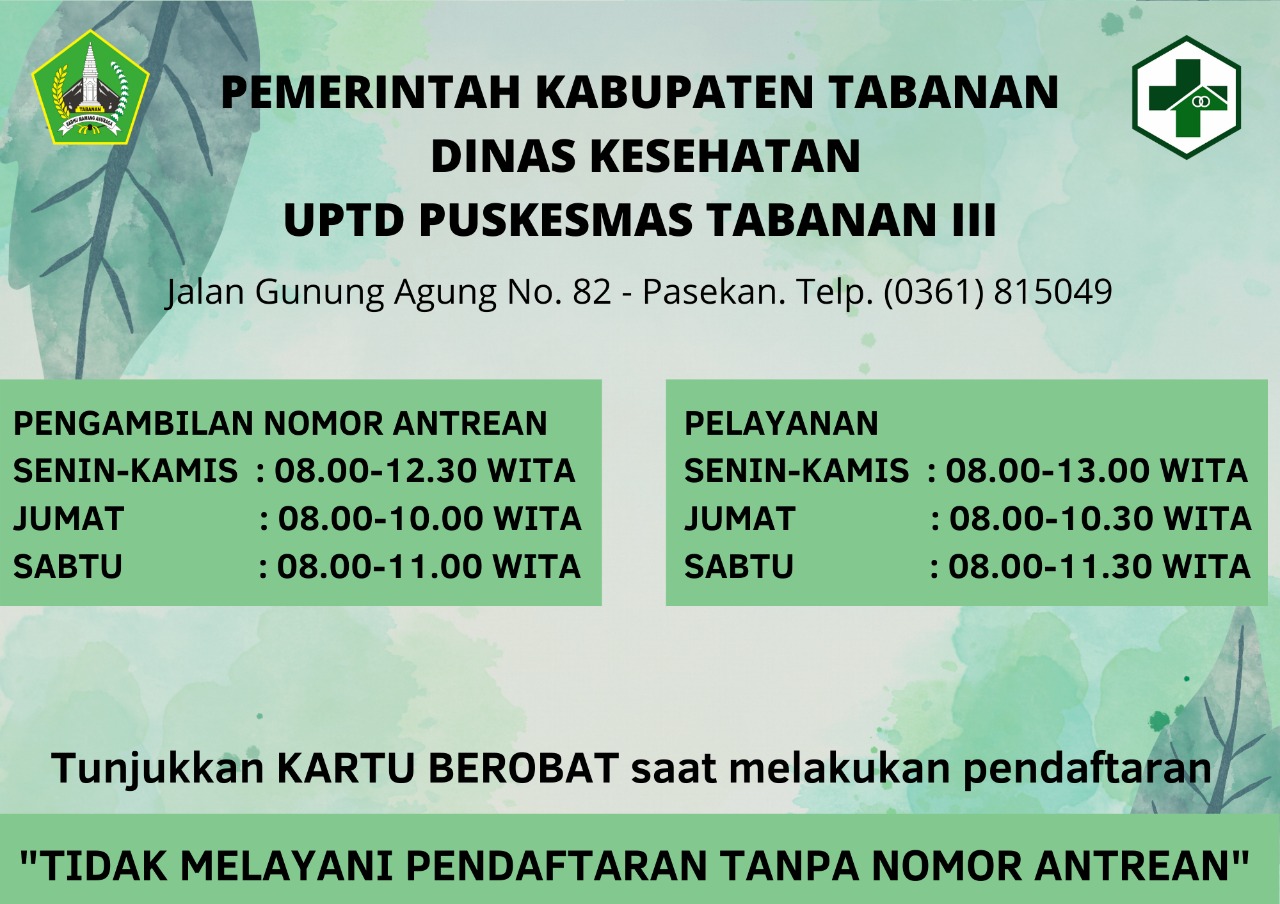 PEMERINTAH KABUPATEN TABANAN
DINAS KESEHATAN
UPTD PUSKESMAS TABANAN III
Jalan Gunung Agung No. 82 - Pasekan. Telp. (0361) 815049
PENGAMBILAN NOMOR ANTREAN
SENIN-KAMIS : 08.00-12.30 WITA
JUMAT : 08.00-10.00 WITA
SABTU : 08.00-11.00 WITA
PELAYANAN
SENIN-KAMIS : 08.00-13.00 WITA
JUMAT : 08.00-10.30 WITA
SABTU : 08.00-11.30 WITA
Tunjukkan KARTU BEROBAT saat melakukan pendaftaran
"TIDAK MELAYANI PENDAFTARAN TANPA NOMOR ANTREAN"
TABANAN